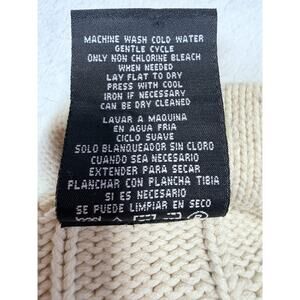 MACHINE WASH COLD WATER
GENTLE CYCLE
ONLY NON CHLORINE BLEACH
WHEN NEEDED
LAY FLAT TO DRY
PRESS WITH COOL
IRON IF NECESSARY
CAN BE DRY CLEANED
LAVAR A MAQUINA
EN AGUA FRIA
CICLO SUAVE
SOLO BLANQUEADOR SIN CLORO
CUANDO SEA NECESARIO
EXTENDER PARA SECAR
PLANCHAR CON PLANCHA TIBIA
SI ES NECESARIO
SE PUEDE LIMPIAR EN SECO